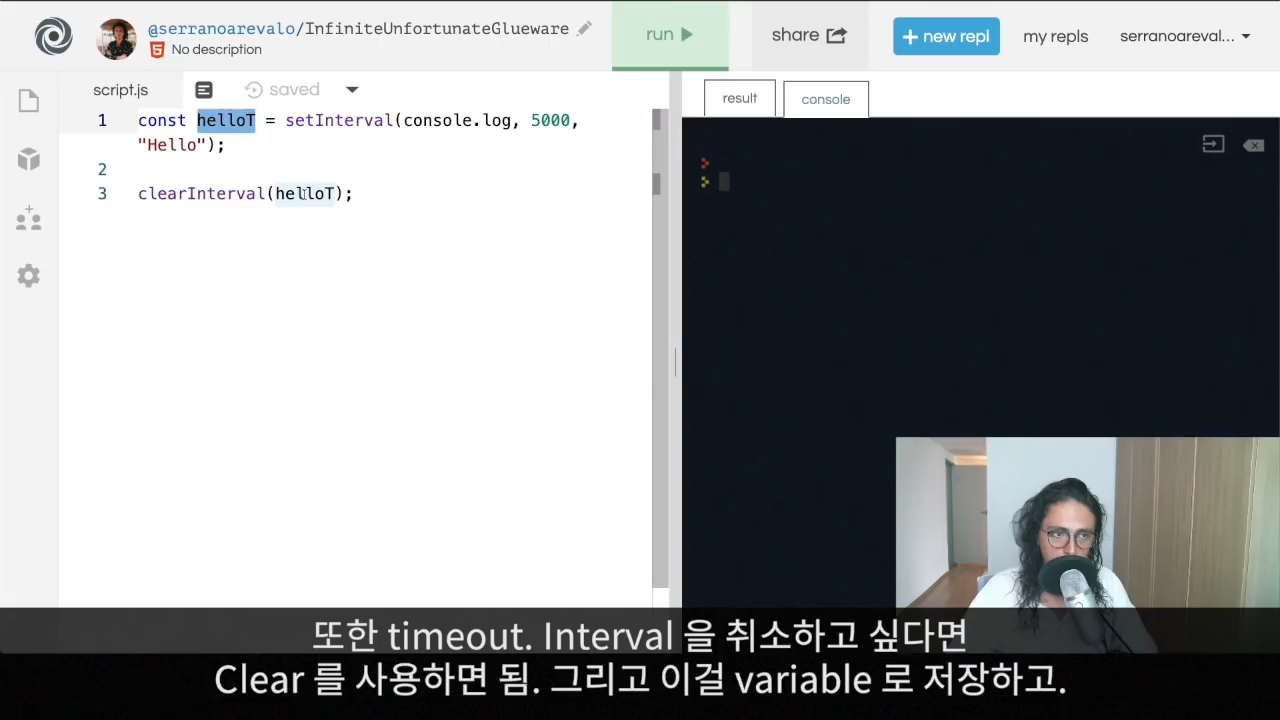 @serranoarevalo/InfiniteUnfortunateGlueware
No description
run
share
+ new repl
my repls
serranoareval...
script.js
saved
result
console
1 const helloT = setInterval(console.log, 5000,
"Hello");
2
3 clearInterval(helloT);
또한 timeout. Interval 을 취소하고 싶다면
Clear 를 사용하면 됨. 그리고 이걸 variable 로 저장하고.